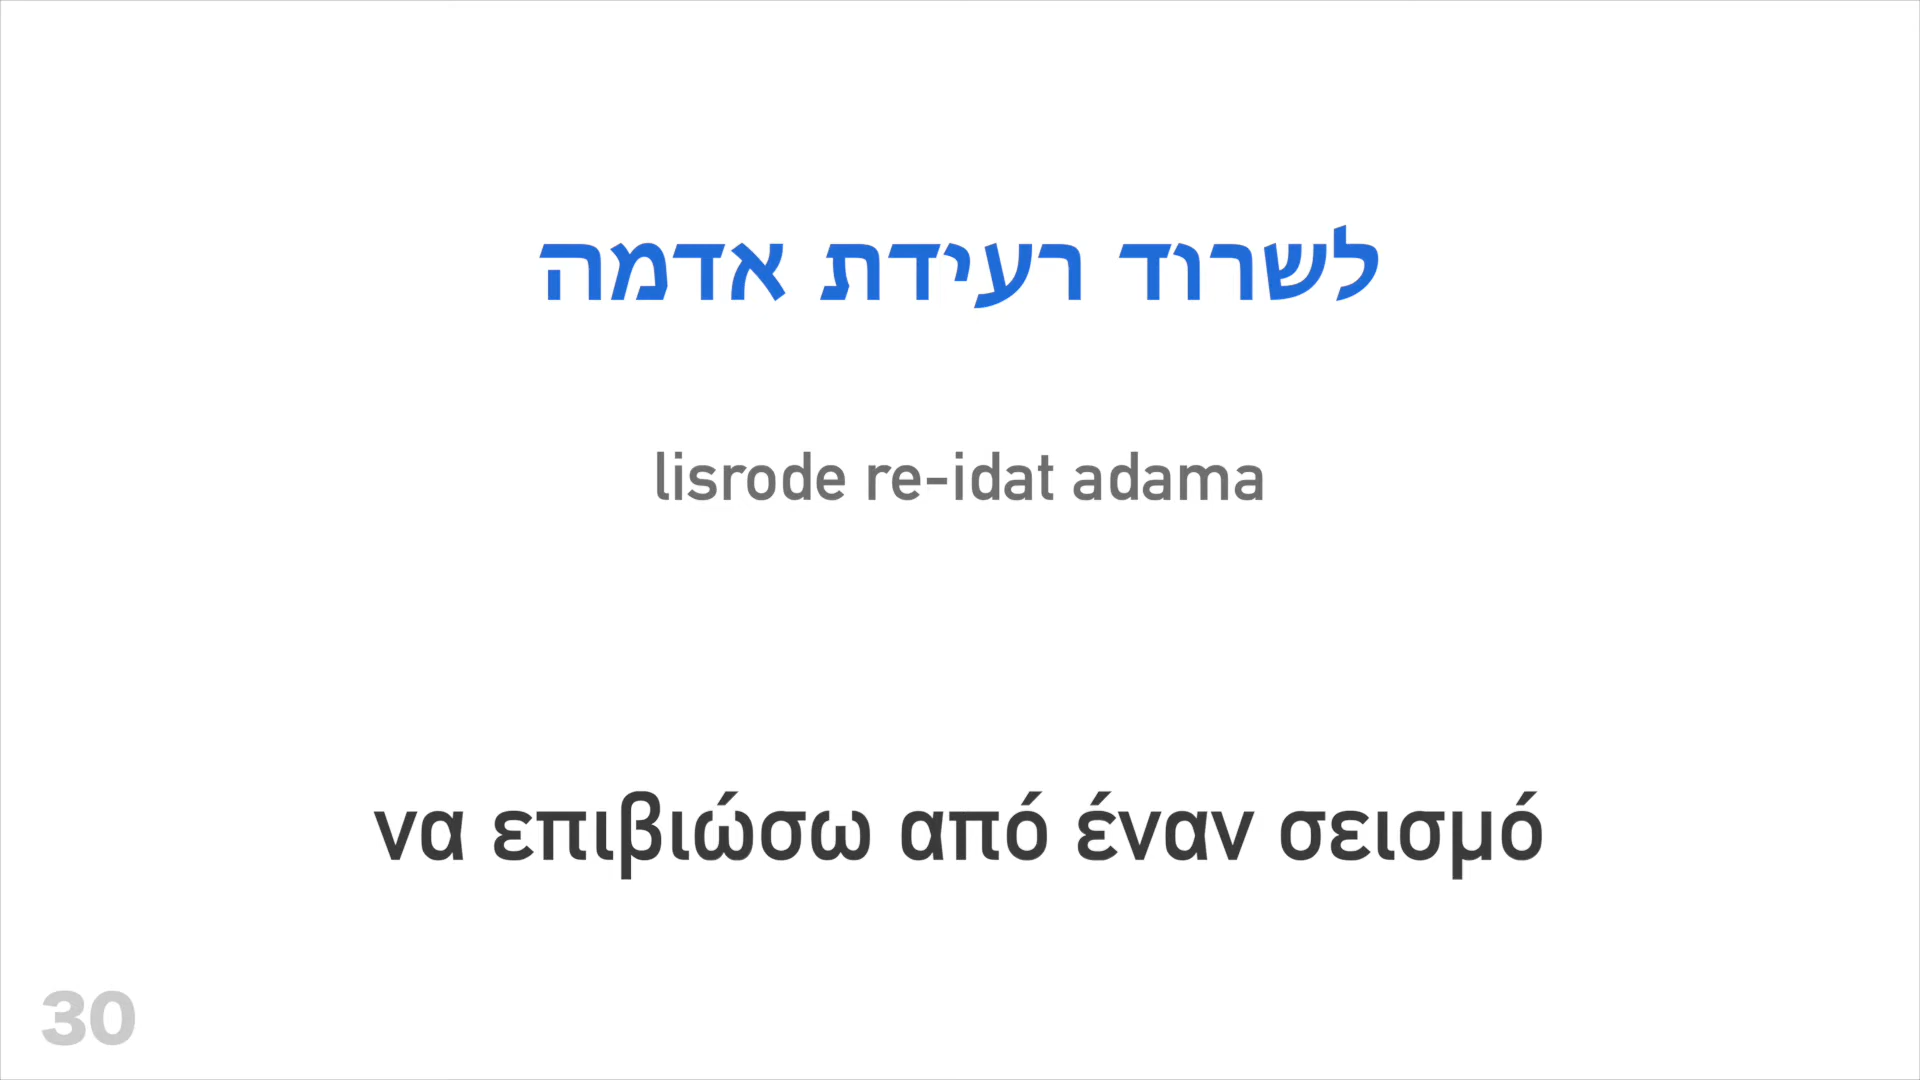 לשרוד רעידת אדמה
lisrode re-idat adama
να επιβιώσω από έναν σεισμό
30